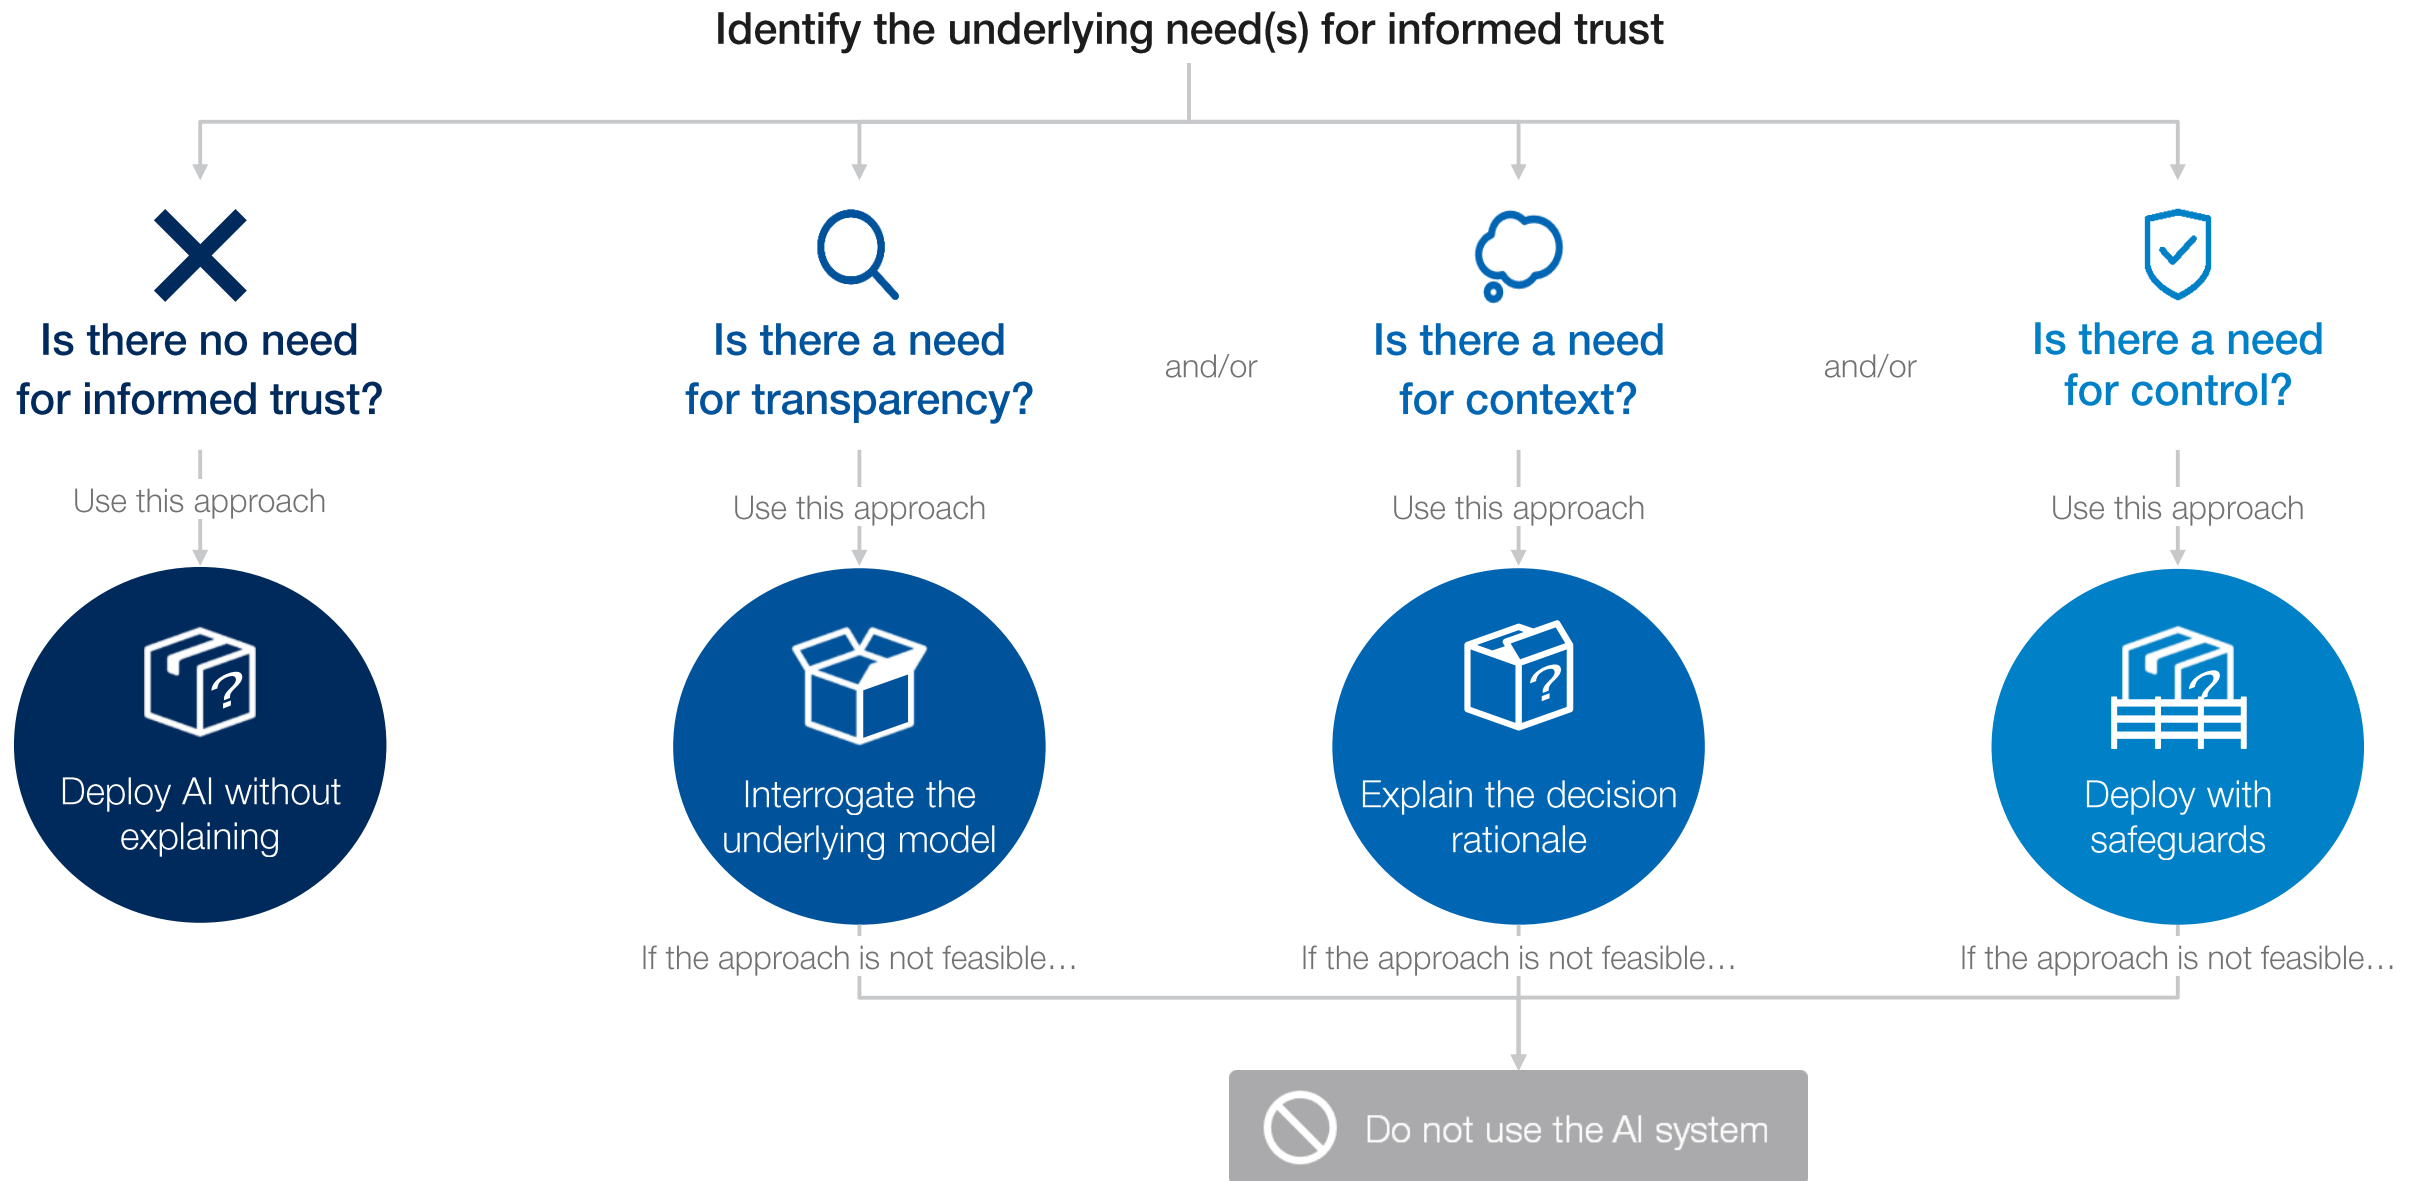 Identify the underlying need(s) for informed trust
Is there no need
for informed trust?
Use this approach
?
Deploy AI without
explaining
Is there a need
for transparency?
Use this approach
Interrogate the
underlying model
If the approach is not feasible…
and/or
Is there a need
for context?
Use this approach
?
Explain the decision
rationale
If the approach is not feasible…
and/or
Is there a need
for control?
Use this approach
?
Deploy with
safeguards
If the approach is not feasible…
Do not use the AI system